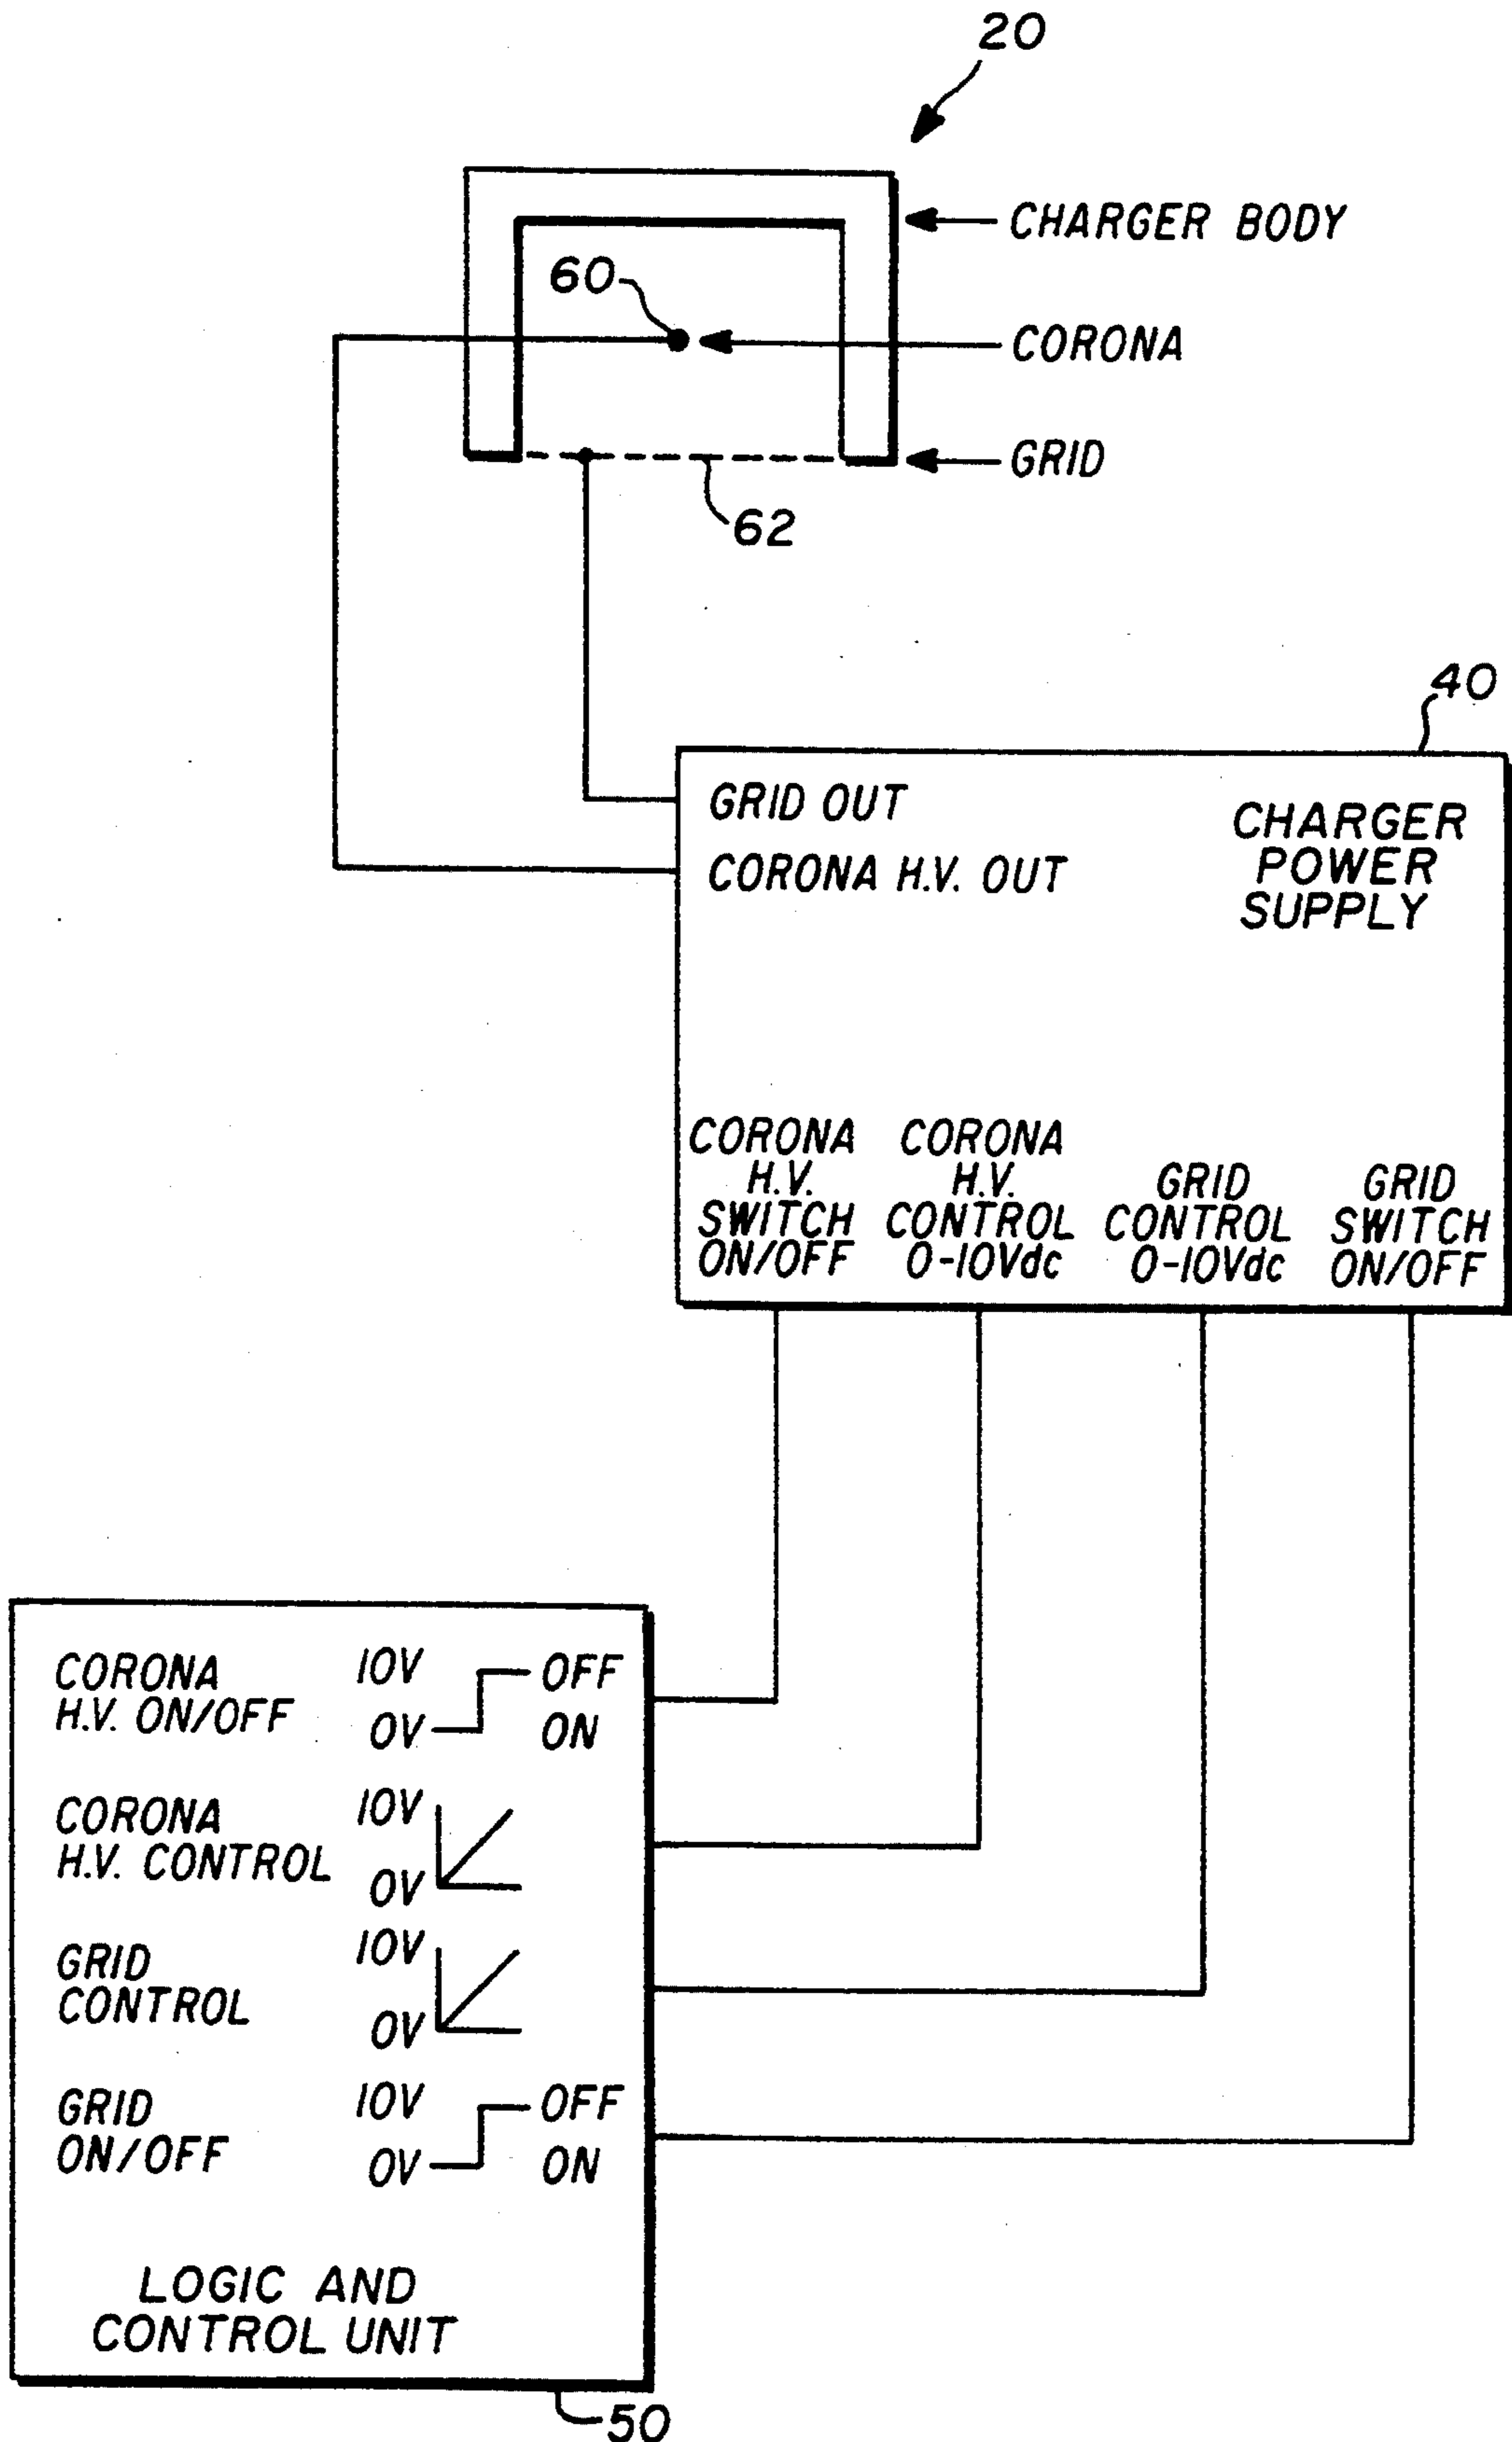 20
CHARGER BODY
60
CORONA
GRID
62
40
GRID OUT
CORONA H.V. OUT
CHARGER
POWER
SUPPLY
CORONA
H.V.
SWITCH
ON/OFF
CORONA
H.V.
CONTROL
0-10Vdc
GRID
CONTROL
0-10Vdc
GRID
SWITCH
ON/OFF
CORONA
H.V. ON/OFF
10V
OFF
0V
ON
CORONA
H.V. CONTROL
10V
0V
GRID
CONTROL
10V
0V
GRID
ON/OFF
10V
OFF
0V
ON
LOGIC AND
CONTROL UNIT
50